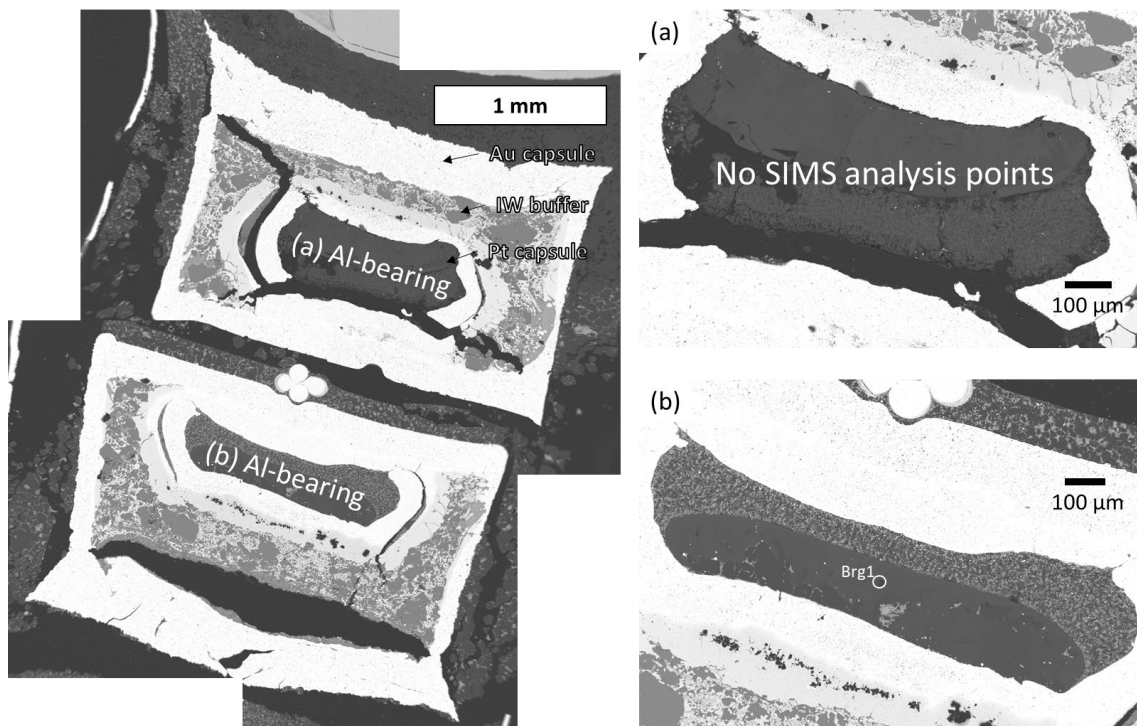 1 mm
Au capsule
IW buffer
Pt capsule
(a) Al-bearing
(b) Al-bearing
(a)
No SIMS analysis points
100 µm
(b)
100 µm
Brg1